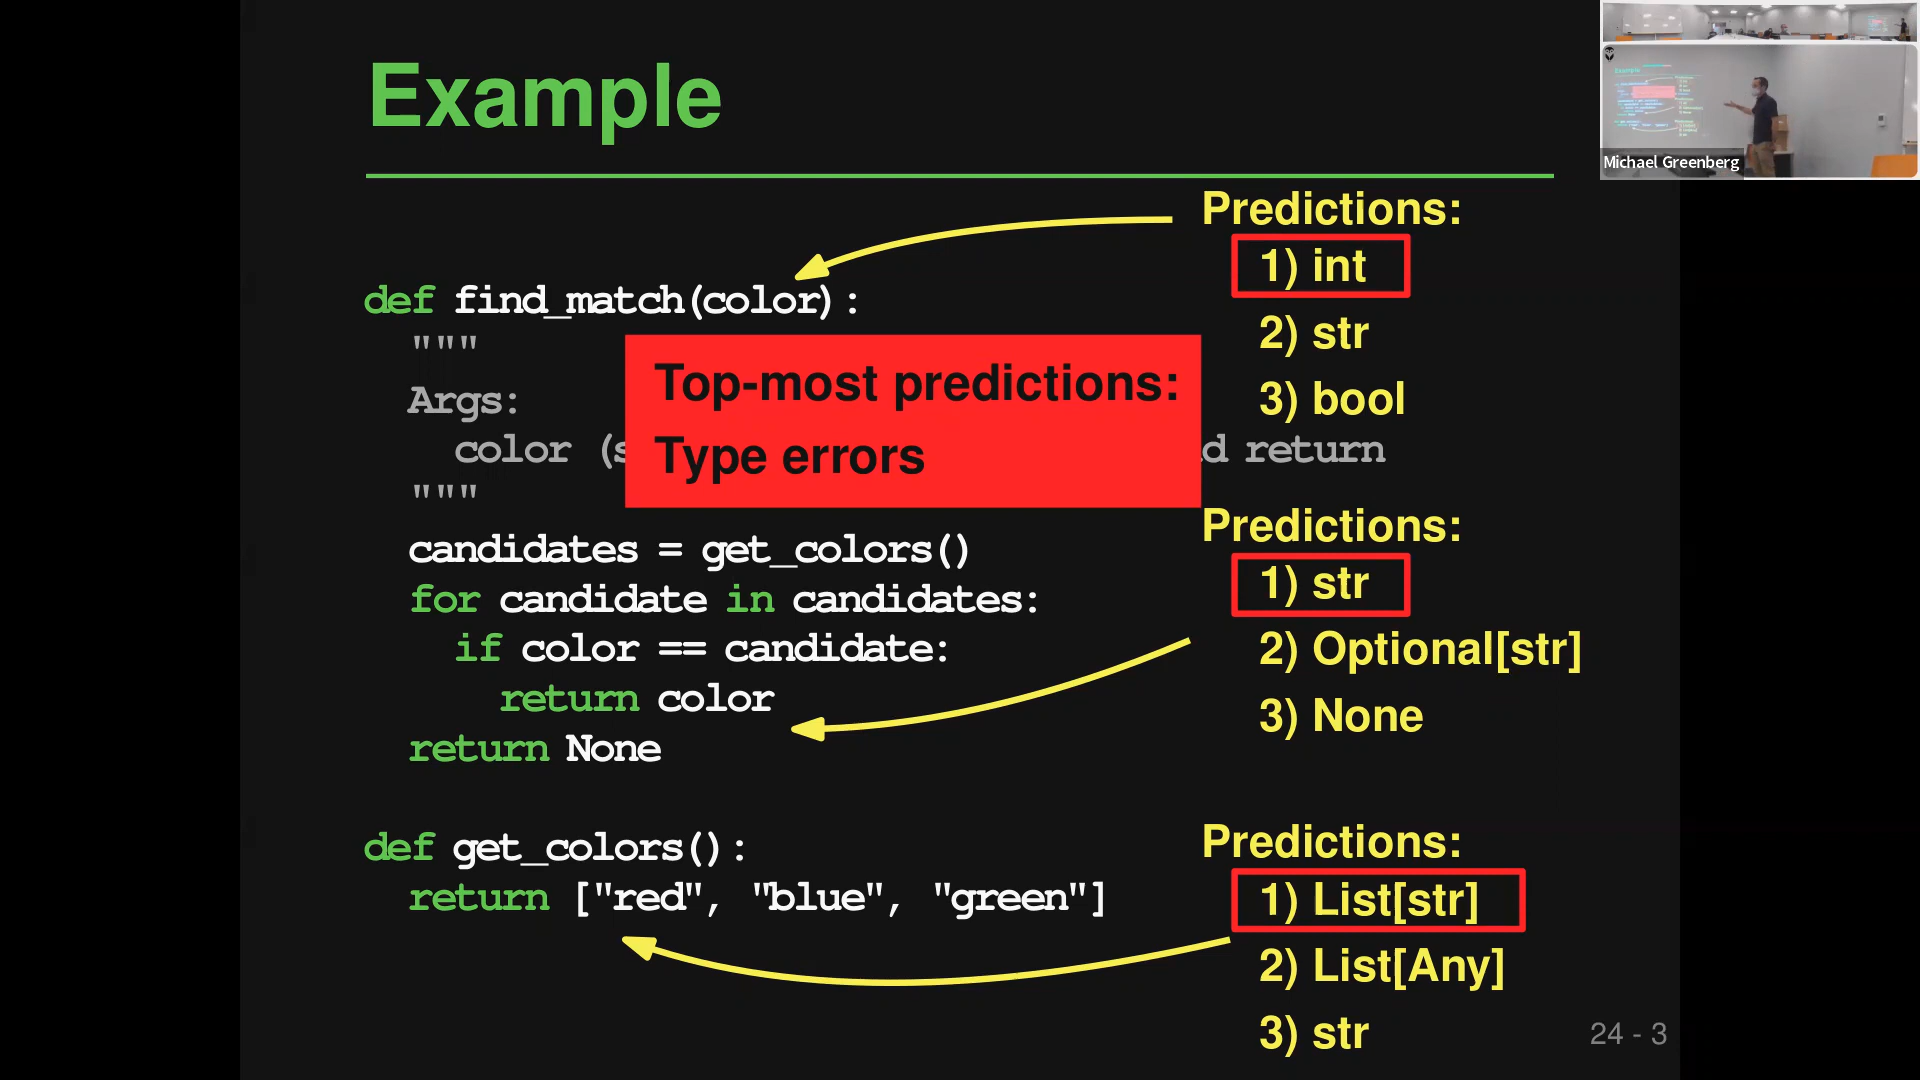 Example
Michael Greenberg
Predictions:
1) int
2) str
3) bool
def find_match(color):
"""
Args:
color (s
d return
"""
Top-most predictions:
Type errors
candidates = get_colors()
for candidate in candidates:
if color == candidate:
return color
return None
Predictions:
1) str
2) Optional[str]
3) None
def get_colors():
return ["red", "blue", "green"]
Predictions:
1) List[str]
2) List[Any]
3) str
24 - 3